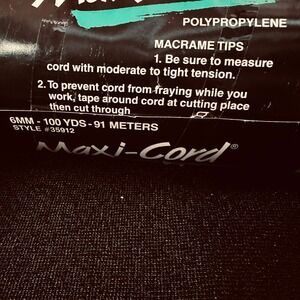 POLYPROPYLENE
MACRAME TIPS
1. Be sure to measure
cord with moderate to tight tension.
2. To prevent cord from fraying while you
work, tape around cord at cutting place
then cut through
6MM - 100 YDS - 91 METERS
STYLE #35912
Maxi-Cord®